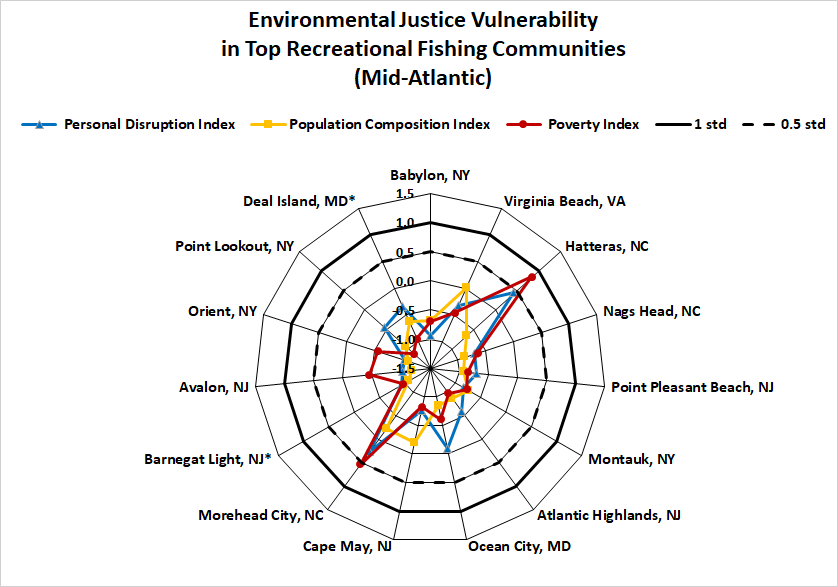 Environmental Justice Vulnerability
in Top Recreational Fishing Communities
(Mid-Atlantic)
Personal Disruption Index
Population Composition Index
Poverty Index
1 std
0.5 std
Babylon, NY
Virginia Beach, VA
Hatteras, NC
Nags Head, NC
Point Pleasant Beach, NJ
Montauk, NY
Atlantic Highlands, NJ
Ocean City, MD
Cape May, NJ
Morehead City, NC
Barnegat Light, NJ*
Avalon, NJ
Orient, NY
Point Lookout, NY
Deal Island, MD*
1.5
1.0
0.5
0.0
-0.5
-1.0
-1.5